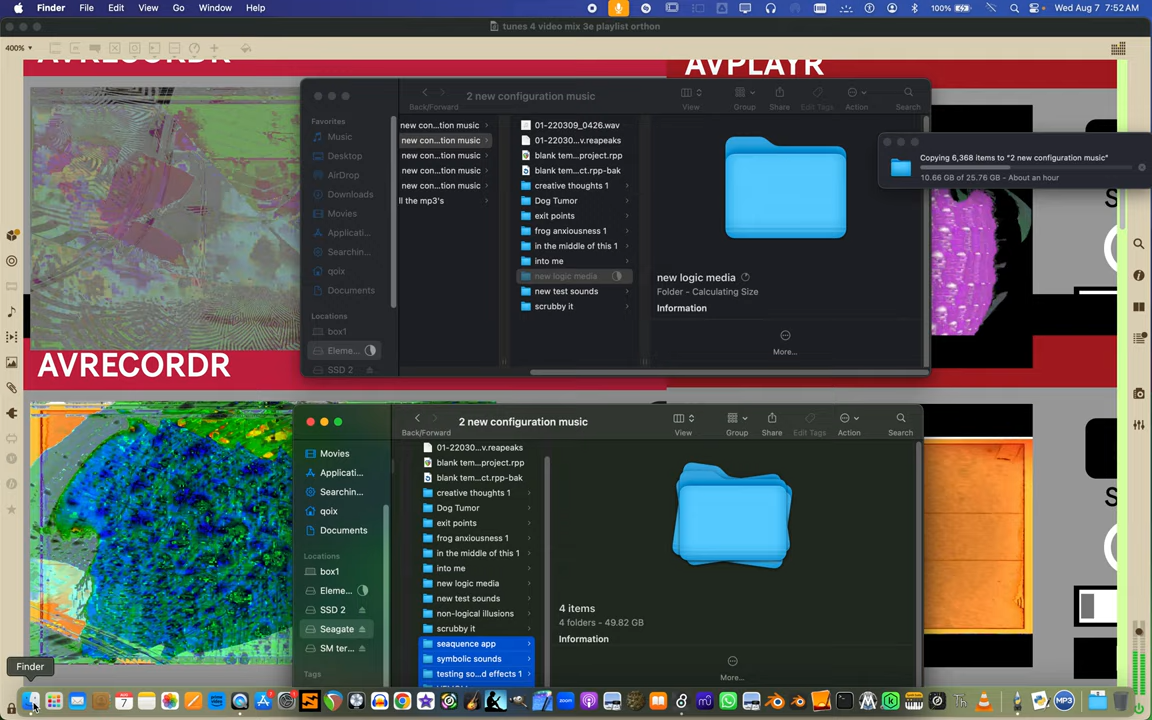 Finder File Edit View Go Window Help 100% Wed Aug 7 7:52 AM
tunes 4 video mix 3e playlist orthon
400%
AVRECORDR
AVPLAYR
2 new configuration music
Back/Forward View Group Share Edit Tags Action Search
Favorites
Music
Desktop
AirDrop
Downloads
Movies
Applicati...
Searchin...
qoix
Documents
Locations
box1
Eleme...
SSD 2
new con...tion music
new con...tion music
new con...tion music
new con...tion music
new con...tion music
ll the mp3's
01-220309_0426.wav
01-22030...v.reapeaks
blank tem...project.rpp
blank tem...ct.rpp-bak
creative thoughts 1
Dog Tumor
exit points
frog anxiousness 1
in the middle of this 1
into me
new logic media
new test sounds
scrubby it
new logic media
Folder - Calculating Size
Information
More...
Copying 6,368 items to "2 new configuration music"
10.66 GB of 25.76 GB – About an hour
S
AVRECORDR
2 new configuration music
Back/Forward View Group Share Edit Tags Action Search
Movies
Applicati...
Searchin...
qoix
Documents
Locations
box1
Eleme...
SSD 2
Seagate
SM ter...
Tags
01-22030...v.reapeaks
blank tem...project.rpp
blank tem...ct.rpp-bak
creative thoughts 1
Dog Tumor
exit points
frog anxiousness 1
in the middle of this 1
into me
new logic media
new test sounds
non-logical illusions
scrubby it
seaquence app
symbolic sounds
testing so...d effects 1
4 items
4 folders - 49.82 GB
Information
More...
S
Finder
7
zoom
MP3